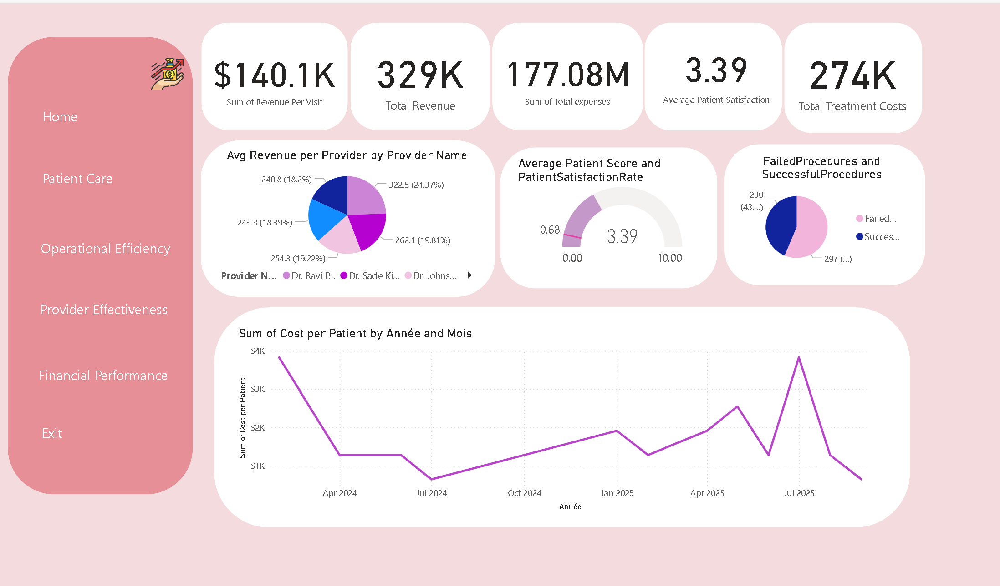 Home
Patient Care
Operational Efficiency
Provider Effectiveness
Financial Performance
Exit
$140.1K
Sum of Revenue Per Visit
329K
Total Revenue
177.08M
Sum of Total expenses
3.39
Average Patient Satisfaction
274K
Total Treatment Costs
Avg Revenue per Provider by Provider Name
240.8 (18.2%)
322.5 (24.37%)
243.3 (18.39%)
262.1 (19.81%)
254.3 (19.22%)
Provider N... Dr. Ravi P... Dr. Sade Ki... Dr. Johns...
Average Patient Score and
PatientSatisfactionRate
0.68
3.39
0.00
10.00
FailedProcedures and
SuccessfulProcedures
230
(43....)
297 (...)
Failed...
Succes...
Sum of Cost per Patient by Année and Mois
Sum of Cost per Patient
$4K
$3K
$2K
$1K
Apr 2024 Jul 2024 Oct 2024 Jan 2025 Apr 2025 Jul 2025
Année